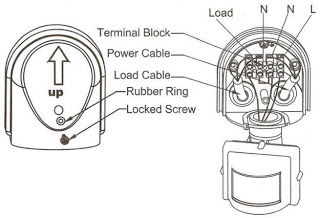 Load N N L
Terminal Block
Power Cable
Load Cable
Rubber Ring
Locked Screw
up